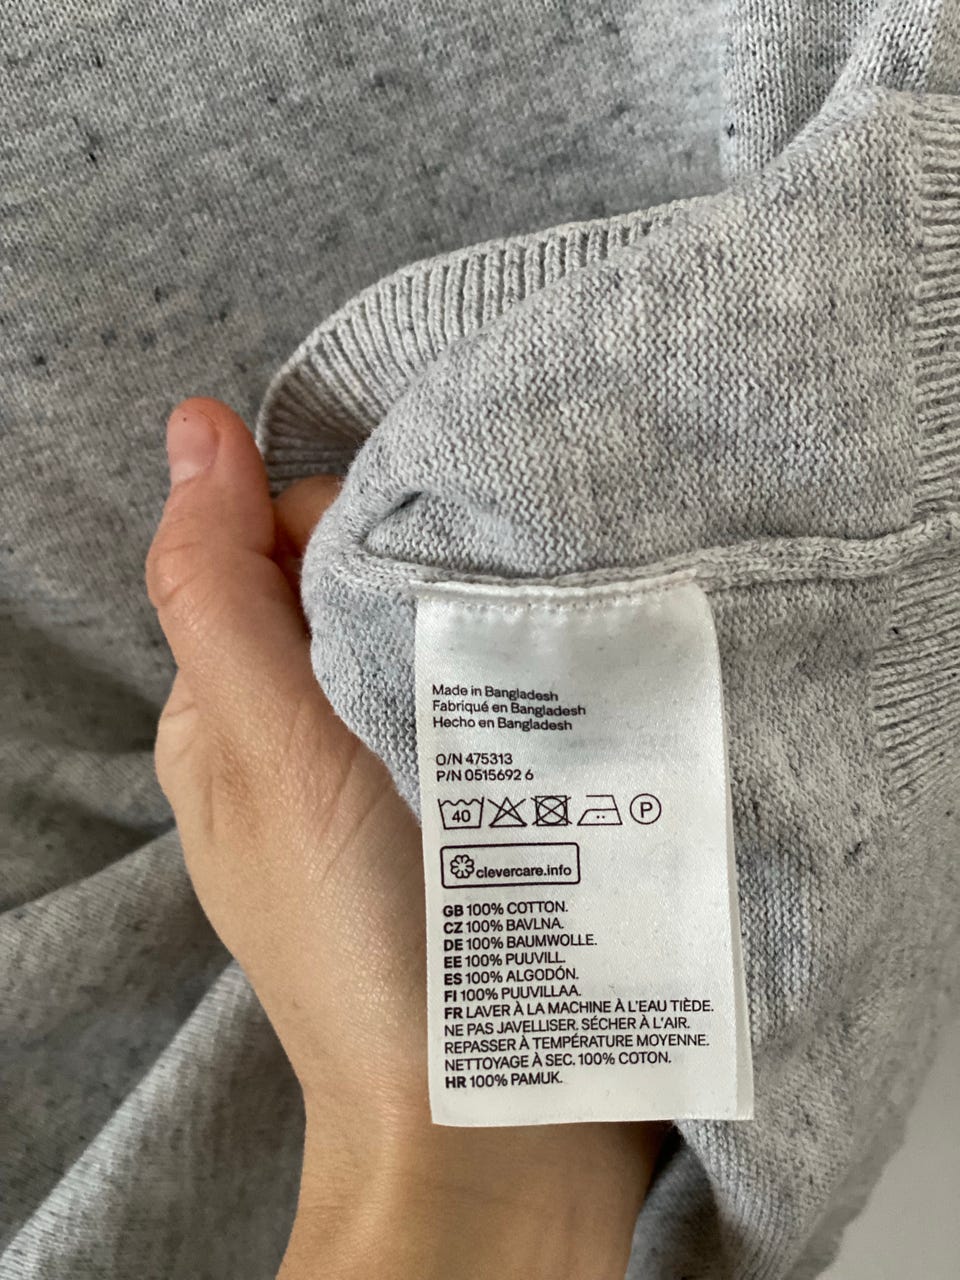 Made in Bangladesh
Fabriqué en Bangladesh
Hecho en Bangladesh
O/N 475313
P/N 0515692 6
40 P
clevercare.info
GB 100% COTTON.
CZ 100% BAVLNA.
DE 100% BAUMWOLLE.
EE 100% PUUVILL.
ES 100% ALGODÓN.
FI 100% PUUVILLAA.
FR LAVER À LA MACHINE À L'EAU TIÈDE.
NE PAS JAVELLISER. SÉCHER À L'AIR.
REPASSER À TEMPÉRATURE MOYENNE.
NETTOYAGE À SEC. 100% COTON.
HR 100% PAMUK.